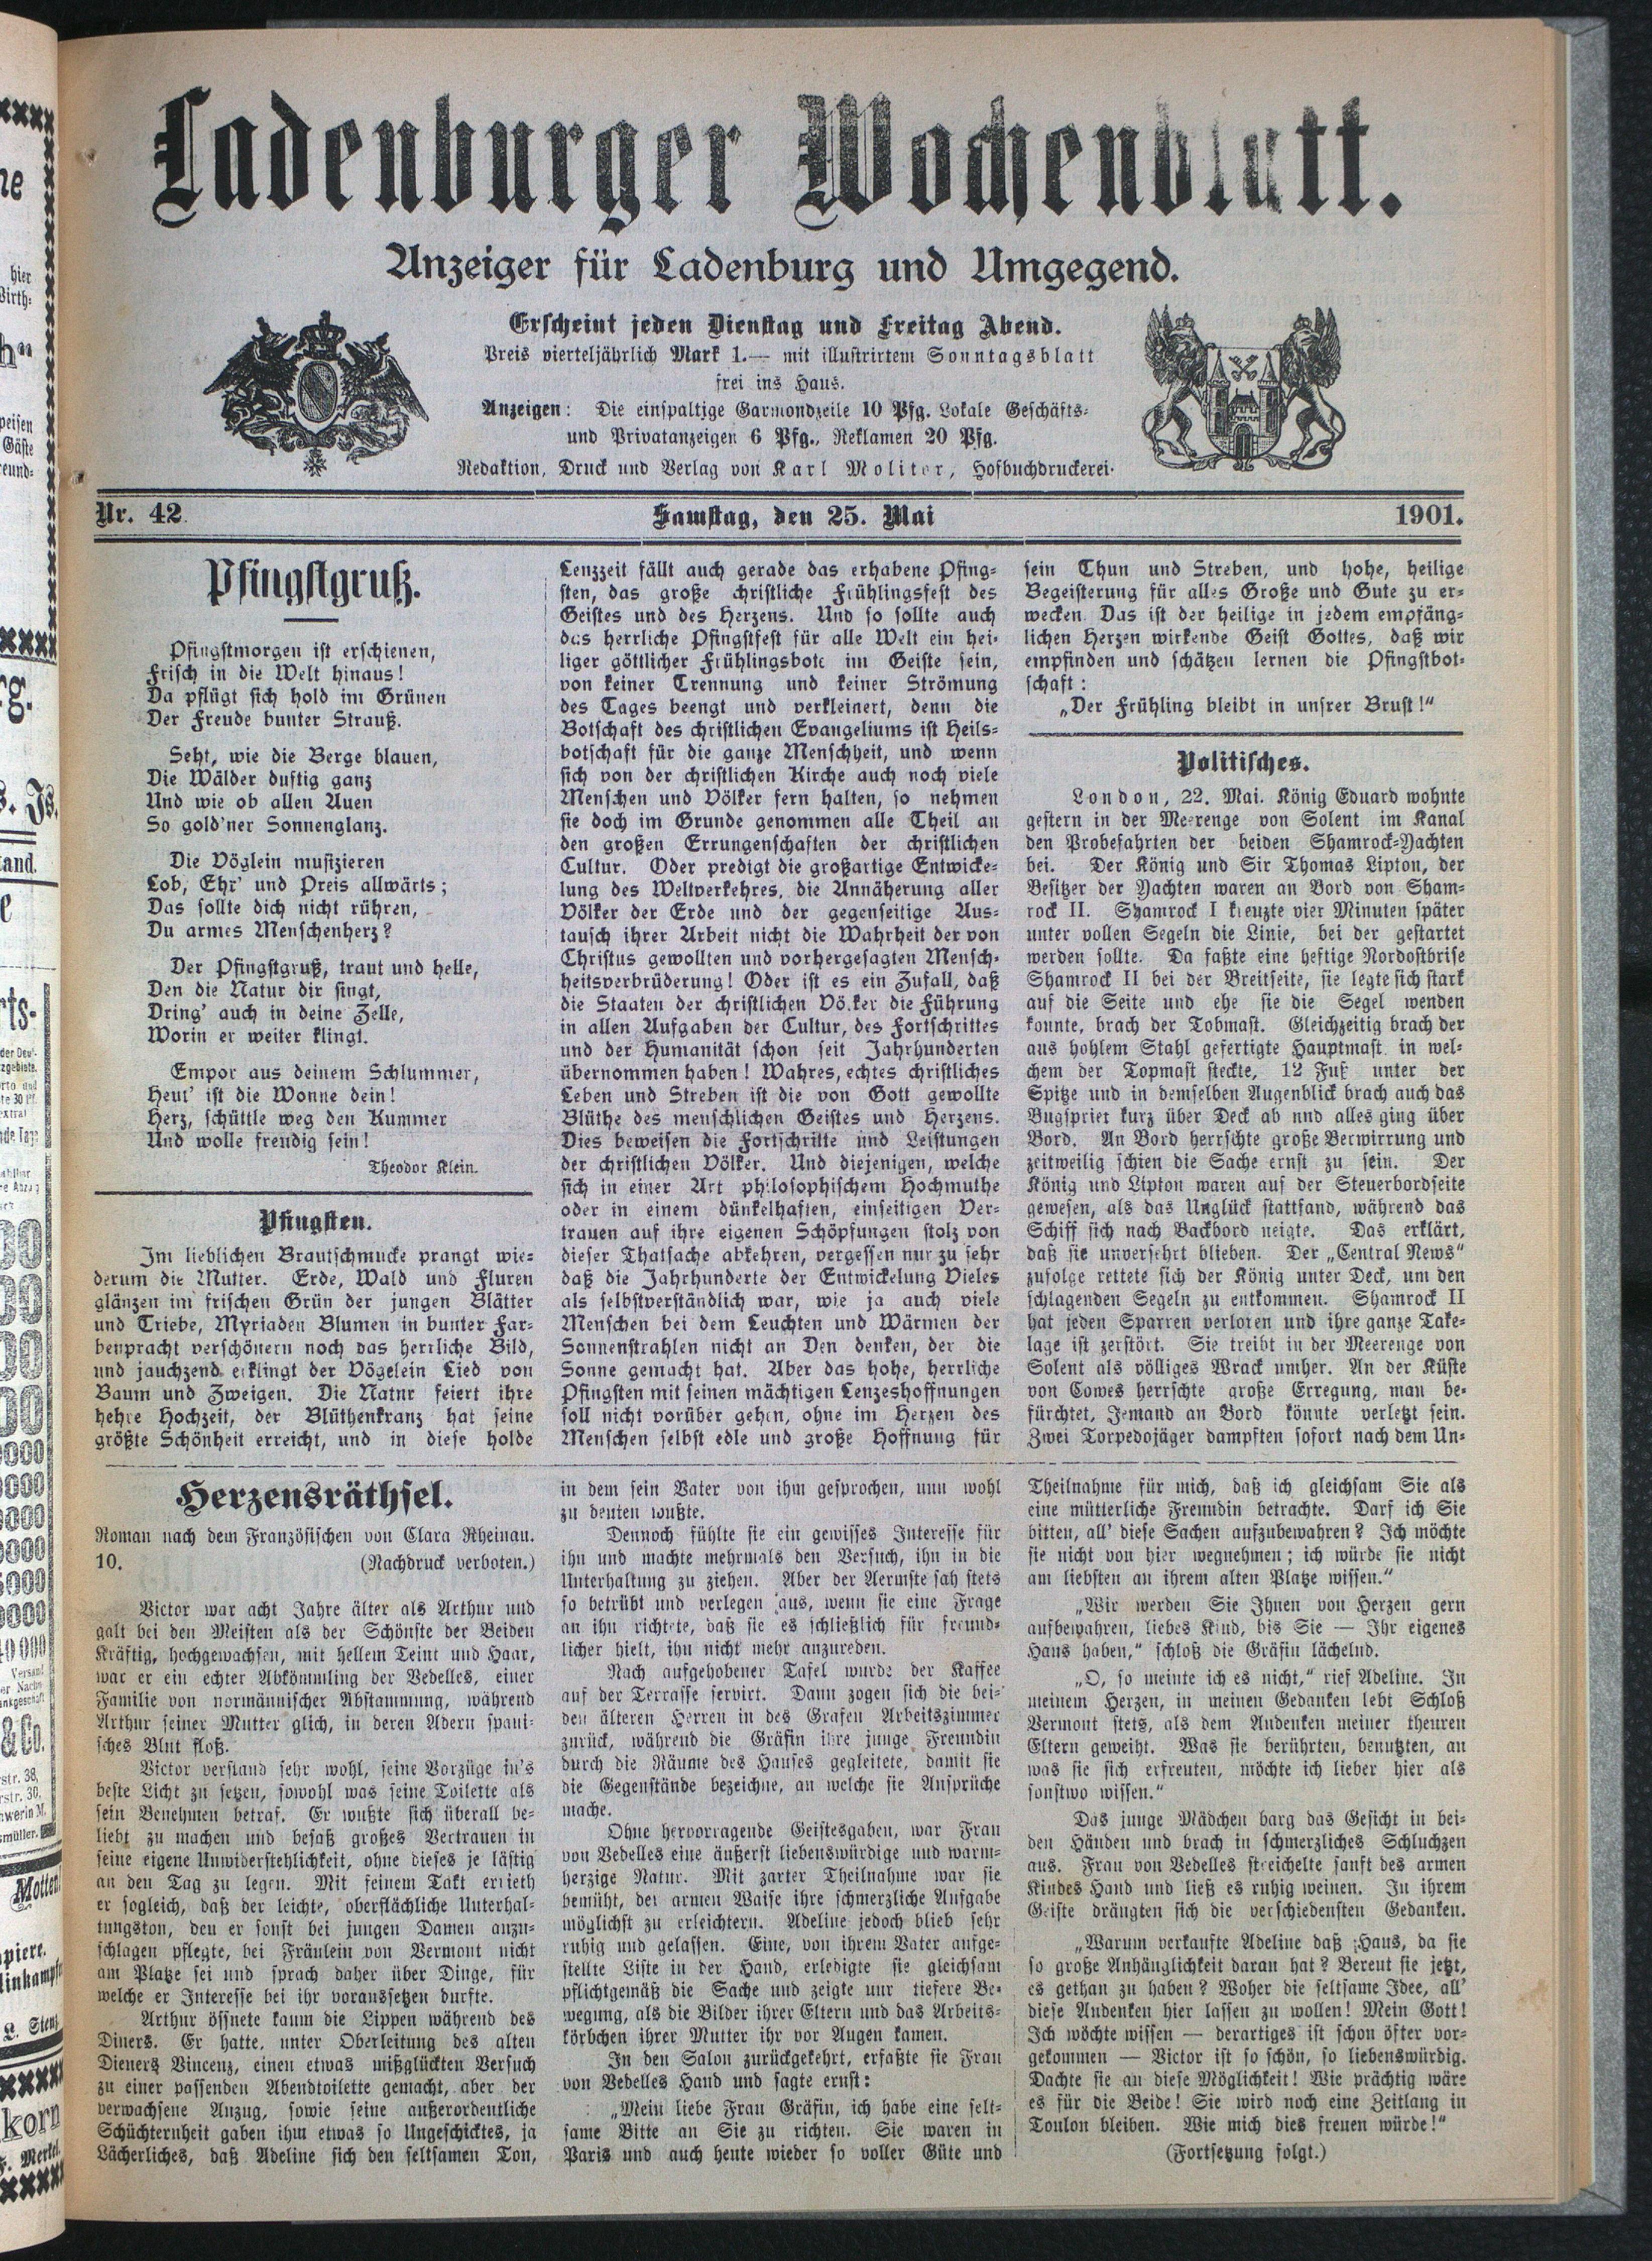 Ladenburger Wochenblatt.
Anzeiger für Ladenburg und Umgegend.
Erscheint jeden Dienstag und Freitag Abend.
Preis vierteljährlich Mark 1.— mit illustrirtem Sonntagsblatt
frei ins Haus.
Anzeigen: Die einspaltige Garmondzeile 10 Pfg. Lokale Geschäfts-
und Privatanzeigen 6 Pfg., Reklamen 20 Pfg.
Redaktion, Druck und Verlag von Karl Molitor, Hofbuchdruckerei.
Nr. 42. Samstag, den 25. Mai 1901.
Pfingstgruß.
Pfingstmorgen ist erschienen,
Frisch in die Welt hinaus!
Da pflügt sich hold im Grünen
Der Freude bunter Strauß.
Seht, wie die Berge blauen,
Die Wälder duftig ganz
Und wie ob allen Auen
So gold'ner Sonnenglanz.
Die Vöglein musizieren
Lob, Ehr' und Preis allwärts;
Das sollte dich nicht rühren,
Du armes Menschenherz?
Der Pfingstgruß, traut und helle,
Den die Natur dir singt,
Dring' auch in deine Zelle,
Worin er weiter klingt.
Empor aus deinem Schlummer,
Heut' ist die Wonne dein!
Herz, schüttle weg den Kummer
Und wolle freudig sein!
Theodor Klein.
Pfingsten.
Im lieblichen Brautschmucke prangt wie-
derum die Mutter. Erde, Wald und Fluren
glänzen im frischen Grün der jungen Blätter
und Triebe, Myriaden Blumen in bunter Far-
benpracht verschönern noch das herrliche Bild,
und jauchzend erklingt der Vögelein Lied von
Baum und Zweigen. Die Natnr feiert ihre
hehre Hochzeit, der Blüthenkranz hat seine
größte Schönheit erreicht, und in diese holde
Lenzzeit fällt auch gerade das erhabene Pfing-
sten, das große christliche Frühlingsfest des
Geistes und des Herzens. Und so sollte auch
das herrliche Pfingstfest für alle Welt ein hei-
liger göttlicher Frühlingsbote im Geiste sein,
von keiner Trennung und keiner Strömung
des Tages beengt und verkleinert, denn die
Botschaft des christlichen Evangeliums ist Heils-
botschaft für die ganze Menschheit, und wenn
sich von der christlichen Kirche auch noch viele
Menschen und Völker fern halten, so nehmen
sie doch im Grunde genommen alle Theil an
den großen Errungenschaften der christlichen
Cultur. Oder predigt die großartige Entwicke-
lung des Weltverkehres, die Annäherung aller
Völker der Erde und der gegenseitige Aus-
tausch ihrer Arbeit nicht die Wahrheit der von
Christus gewollten und vorhergesagten Mensch-
heitsverbrüderung! Oder ist es ein Zufall, daß
die Staaten der christlichen Völker die Führung
in allen Aufgaben der Cultur, des Fortschrittes
und der Humanität schon seit Jahrhunderten
übernommen haben! Wahres, echtes christliches
Leben und Streben ist die von Gott gewollte
Blüthe des menschlichen Geistes und Herzens.
Dies beweisen die Fortschritte und Leistungen
der christlichen Völker. Und diejenigen, welche
sich in einer Art philosophischem Hochmuthe
oder in einem dünkelhaften, einseitigen Ver-
trauen auf ihre eigenen Schöpfungen stolz von
dieser Thatsache abkehren, vergessen nur zu sehr
daß die Jahrhunderte der Entwickelung Vieles
als selbstverständlich war, wie ja auch viele
Menschen bei dem Leuchten und Wärmen der
Sonnenstrahlen nicht an Den denken, der die
Sonne gemacht hat. Aber das hohe, herrliche
Pfingsten mit seinen mächtigen Lenzeshoffnungen
soll nicht vorüber gehen, ohne im Herzen des
Menschen selbst edle und große Hoffnung für
sein Thun und Streben, und hohe, heilige
Begeisterung für alles Große und Gute zu er-
wecken. Das ist der heilige in jedem empfäng-
lichen Herzen wirkende Geist Gottes, daß wir
empfinden und schätzen lernen die Pfingstbot-
schaft:
„Der Frühling bleibt in unsrer Brust!“
Politisches.
London, 22. Mai. König Eduard wohnte
gestern in der Meerenge von Solent im Kanal
den Probefahrten der beiden Shamrock-Yachten
bei. Der König und Sir Thomas Lipton, der
Besitzer der Yachten waren an Bord von Sham-
rock II. Shamrock I kreuzte vier Minuten später
unter vollen Segeln die Linie, bei der gestartet
werden sollte. Da faßte eine heftige Nordostbrise
Shamrock II bei der Breitseite, sie legte sich stark
auf die Seite und ehe sie die Segel wenden
konnte, brach der Tobmast. Gleichzeitig brach der
aus hohlem Stahl gefertigte Hauptmast in wel-
chem der Topmast steckte, 12 Fuß unter der
Spitze und in demselben Augenblick brach auch das
Bugspriet kurz über Deck ab nnd alles ging über
Bord. An Bord herrschte große Verwirrung und
zeitweilig schien die Sache ernst zu sein. Der
König und Lipton waren auf der Steuerbordseite
gewesen, als das Unglück stattfand, während das
Schiff sich nach Backbord neigte. Das erklärt,
daß sie unversehrt blieben. Der „Central News“
zufolge rettete sich der König unter Deck, um den
schlagenden Segeln zu entkommen. Shamrock II
hat jeden Sparren verloren und ihre ganze Take-
lage ist zerstört. Sie treibt in der Meerenge von
Solent als völliges Wrack umher. An der Küste
von Cowes herrschte große Erregung, man be-
fürchtet, Jemand an Bord könnte verletzt sein.
Zwei Torpedojäger dampften sofort nach dem Un-
Herzensräthsel.
Roman nach dem Französischen von Clara Rheinau.
10. (Nachdruck verboten.)
Victor war acht Jahre älter als Arthur und
galt bei den Meisten als der Schönste der Beiden
Kräftig, hochgewachsen, mit hellem Teint und Haar,
war er ein echter Abkömmling der Vedelles, einer
Familie von normännischer Abstammung, während
Arthur seiner Mutter glich, in deren Adern spani-
sches Blut floß.
Victor verstand sehr wohl, seine Vorzüge in's
beste Licht zu setzen, sowohl was seine Toilette als
sein Benehmen betraf. Er wußte sich überall be-
liebt zu machen und besaß großes Vertrauen in
seine eigene Unwiderstehlichkeit, ohne dieses je lästig
an den Tag zu legen. Mit feinem Takt errieth
er sogleich, daß der leichte, oberflächliche Unterhal-
tungston, den er sonst bei jungen Damen anzu-
schlagen pflegte, bei Fräulein von Vermont nicht
am Platze sei und sprach daher über Dinge, für
welche er Interesse bei ihr voraussetzen durfte.
Arthur öffnete kaum die Lippen während des
Diners. Er hatte, unter Oberleitung des alten
Dieners Vincenz, einen etwas mißglückten Versuch
zu einer passenden Abendtoilette gemacht, aber der
verwachsene Anzug, sowie seine außerordentliche
Schüchternheit gaben ihm etwas so Ungeschicktes, ja
Lächerliches, daß Adeline sich den seltsamen Ton,
in dem sein Vater von ihm gesprochen, nun wohl
zu deuten wußte.
Dennoch fühlte sie ein gewisses Interesse für
ihn und machte mehrmals den Versuch, ihn in die
Unterhaltung zu ziehen. Aber der Aermste sah stets
so betrübt und verlegen aus, wenn sie eine Frage
an ihn richtete, daß sie es schließlich für freund-
licher hielt, ihn nicht mehr anzureden.
Nach aufgehobener Tafel wurde der Kaffee
auf der Terrasse servirt. Dann zogen sich die bei-
den älteren Herren in des Grafen Arbeitszimmer
zurück, während die Gräfin ihre junge Freundin
durch die Räume des Hauses gegleitete, damit sie
die Gegenstände bezeichne, an welche sie Ansprüche
mache.
Ohne hervorragende Geistesgaben, war Frau
von Vedelles eine äußerst liebenswürdige und warm-
herzige Natur. Mit zarter Theilnahme war sie
bemüht, der armen Waise ihre schmerzliche Aufgabe
möglichst zu erleichtern. Adeline jedoch blieb sehr
ruhig und gelassen. Eine, von ihrem Vater aufge-
stellte Liste in der Hand, erledigte sie gleichsam
pflichtgemäß die Sache und zeigte nur tiefere Be-
wegung, als die Bilder ihrer Eltern und das Arbeits-
körbchen ihrer Mutter ihr vor Augen kamen.
In den Salon zurückgekehrt, erfaßte sie Frau
von Vedelles Hand und sagte ernst:
„Mein liebe Frau Gräfin, ich habe eine selt-
same Bitte an Sie zu richten. Sie waren in
Paris und auch heute wieder so voller Güte und
Theilnahme für mich, daß ich gleichsam Sie als
eine mütterliche Freundin betrachte. Darf ich Sie
bitten, all' diese Sachen aufzubewahren? Ich möchte
sie nicht von hier wegnehmen; ich würde sie nicht
am liebsten an ihrem alten Platze wissen.“
„Wir werden Sie Ihnen von Herzen gern
aufbewahren, liebes Kind, bis Sie — Ihr eigenes
Haus haben,“ schloß die Gräfin lächelnd.
„O, so meinte ich es nicht,“ rief Adeline. In
meinem Herzen, in meinen Gedanken lebt Schloß
Vermont stets, als dem Andenken meiner theuren
Eltern geweiht. Was sie berührten, benutzten, an
was sie sich erfreuten, möchte ich lieber hier als
sonstwo wissen.“
Das junge Mädchen barg das Gesicht in bei-
den Händen und brach in schmerzliches Schluchzen
aus. Frau von Vedelles streichelte sanft des armen
Kindes Hand und ließ es ruhig weinen. In ihrem
Geiste drängten sich die verschiedensten Gedanken.
„Warum verkaufte Adeline daß Haus, da sie
so große Anhänglichkeit daran hat? Bereut sie jetzt,
es gethan zu haben? Woher die seltsame Idee, all'
diese Andenken hier lassen zu wollen! Mein Gott!
Ich wöchte wissen — derartiges ist schon öfter vor-
gekommen — Victor ist so schön, so liebenswürdig.
Dachte sie an diese Möglichkeit! Wie prächtig wäre
es für die Beide! Sie wird noch eine Zeitlang in
Toulon bleiben. Wie mich dies freuen würde!“
(Fortsetzung folgt.)